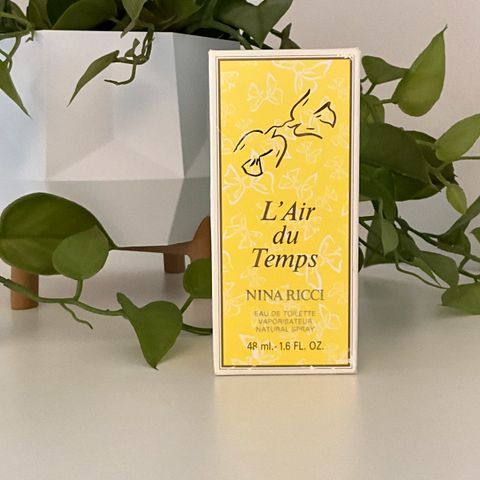 L'Air
du
Temps
NINA RICCI
EAU DE TOILETTE
VAPORISATEUR
NATURAL SPRAY
48 ml.-1.6 FL. OZ.